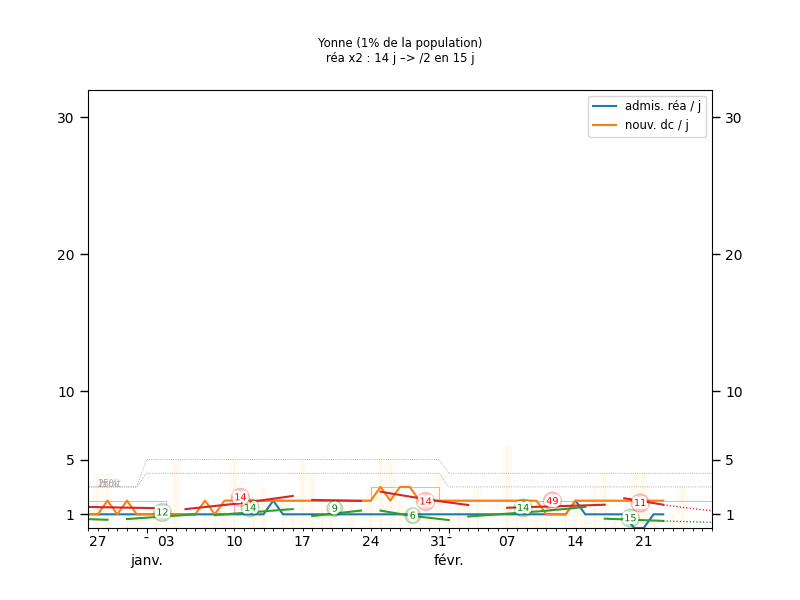 Yonne (1% de la population)
réa x2 : 14 j –> /2 en 15 j
admis. réa / j
nouv. dc / j
30 30
20 20
10 10
5 5
1 1
14 14 49 11
12 14 9 6 14 15
27 - 03 10 17 24 31 - 07 14 21
janv. févr.